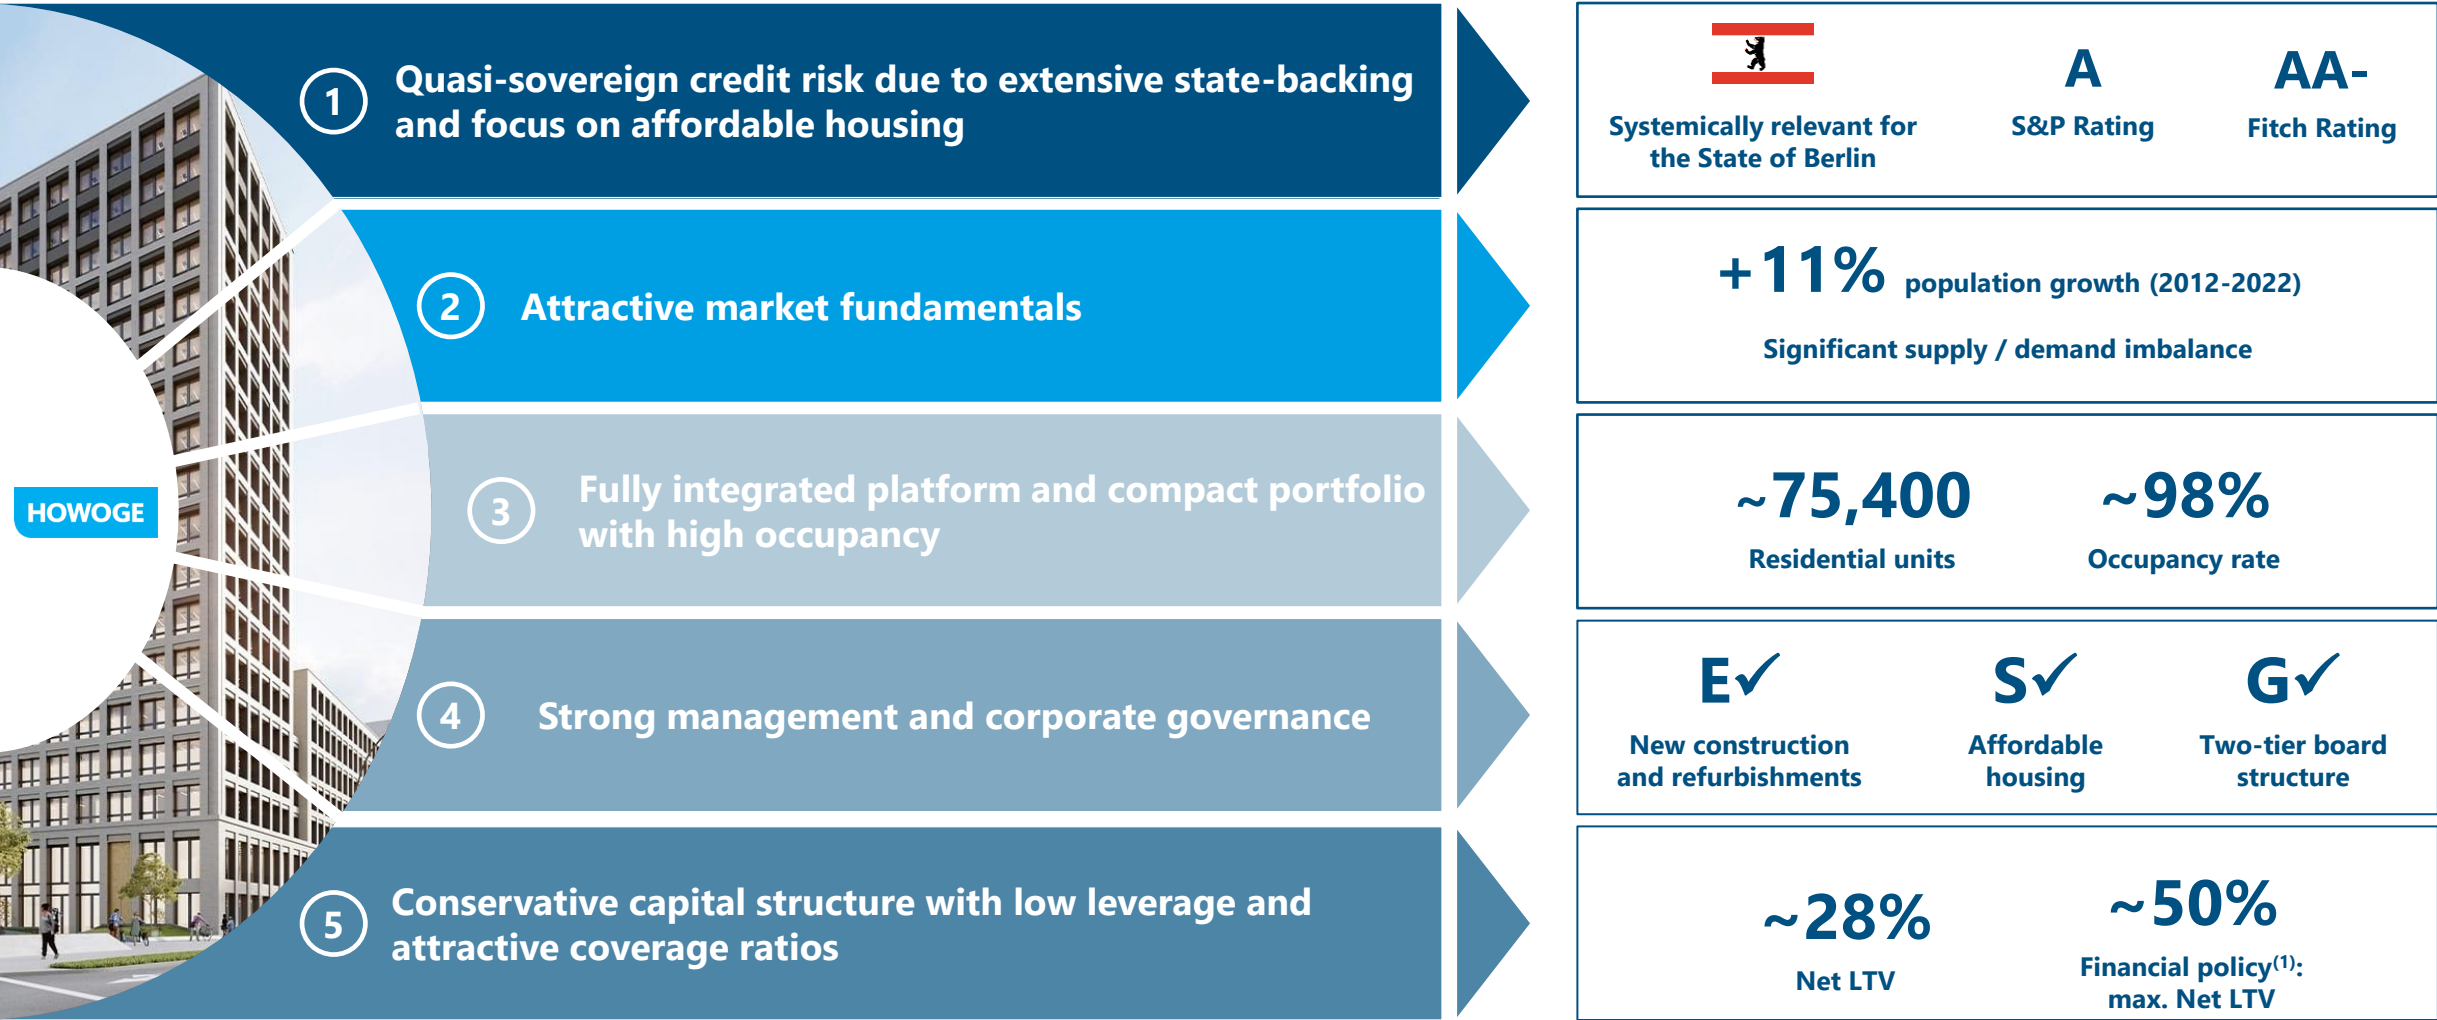 HOWOGE
1
Quasi-sovereign credit risk due to extensive state-backing
and focus on affordable housing
Systemically relevant for
the State of Berlin
A
S&P Rating
AA-
Fitch Rating
2
Attractive market fundamentals
+11% population growth (2012-2022)
Significant supply / demand imbalance
3
Fully integrated platform and compact portfolio
with high occupancy
~75,400
Residential units
~98%
Occupancy rate
4
Strong management and corporate governance
E✓
New construction
and refurbishments
S✓
Affordable
housing
G✓
Two-tier board
structure
5
Conservative capital structure with low leverage and
attractive coverage ratios
~28%
Net LTV
~50%
Financial policy(1):
max. Net LTV